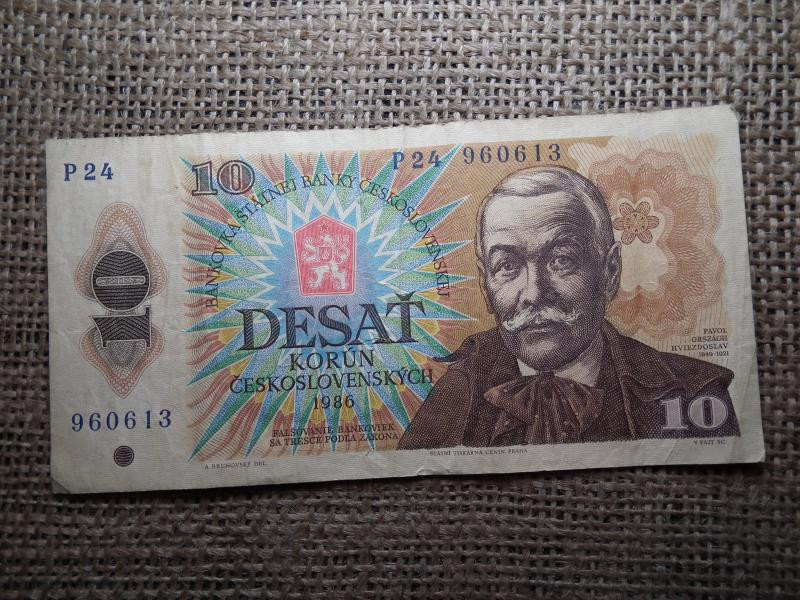 P 24
P 24 960613
10
BANKOVKA ŠTÁTNEJ BANKY ČESKOSLOVENSKEJ
10
DESAŤ
KORÚN
ČESKOSLOVENSKÝCH
1986
PAVOL
ORSZÁGH
HVIEZDOSLAV
1849-1921
960613
FALŠOVANIE BANKOVIEK
SA TRESCE PODĽA ZÁKONA
10
A. BRUNOVSKÝ DEL.
STÁTNÍ TISKÁRNA CENIN, PRAHA
V. FAJT SC.